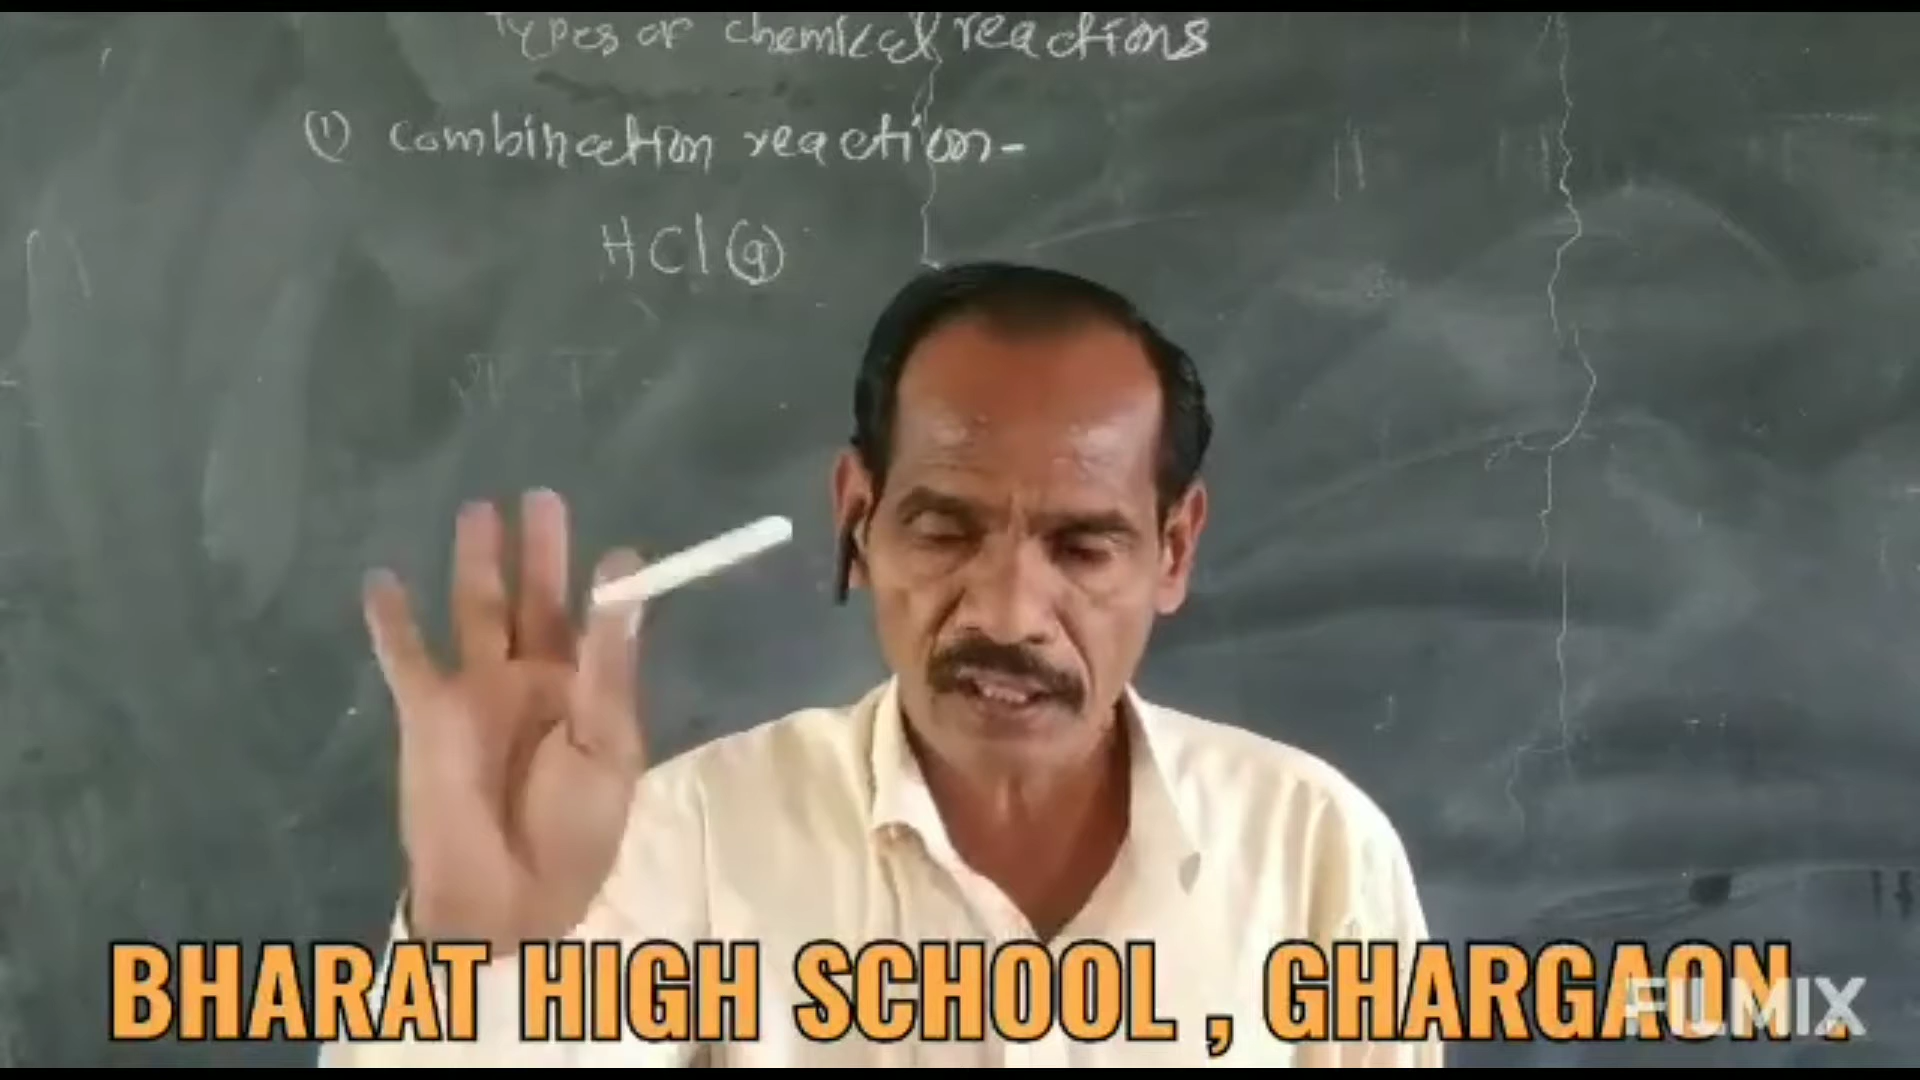 Types of chemical reactions
① combination reaction-
HCl(g)
BHARAT HIGH SCHOOL , GHARGAON .
FILMIX